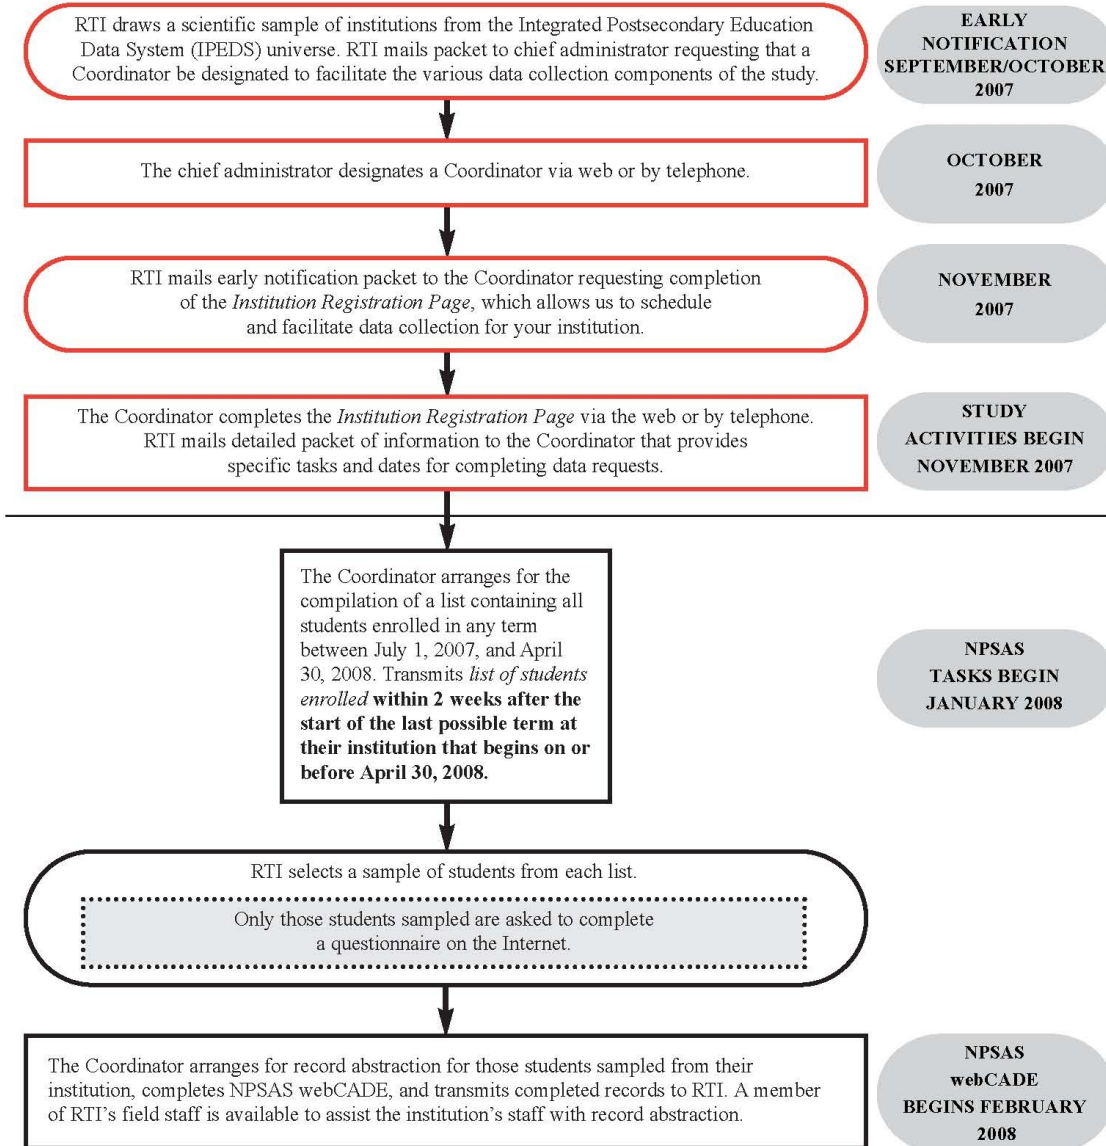 RTI draws a scientific sample of institutions from the Integrated Postsecondary Education
Data System (IPEDS) universe. RTI mails packet to chief administrator requesting that a
Coordinator be designated to facilitate the various data collection components of the study.
EARLY
NOTIFICATION
SEPTEMBER/OCTOBER
2007
The chief administrator designates a Coordinator via web or by telephone.
OCTOBER
2007
RTI mails early notification packet to the Coordinator requesting completion
of the Institution Registration Page, which allows us to schedule
and facilitate data collection for your institution.
NOVEMBER
2007
The Coordinator completes the Institution Registration Page via the web or by telephone.
RTI mails detailed packet of information to the Coordinator that provides
specific tasks and dates for completing data requests.
STUDY
ACTIVITIES BEGIN
NOVEMBER 2007
The Coordinator arranges for the
compilation of a list containing all
students enrolled in any term
between July 1, 2007, and April
30, 2008. Transmits list of students
enrolled within 2 weeks after the
start of the last possible term at
their institution that begins on or
before April 30, 2008.
NPSAS
TASKS BEGIN
JANUARY 2008
RTI selects a sample of students from each list.
Only those students sampled are asked to complete
a questionnaire on the Internet.
The Coordinator arranges for record abstraction for those students sampled from their
institution, completes NPSAS webCADE, and transmits completed records to RTI. A member
of RTI's field staff is available to assist the institution's staff with record abstraction.
NPSAS
webCADE
BEGINS FEBRUARY
2008